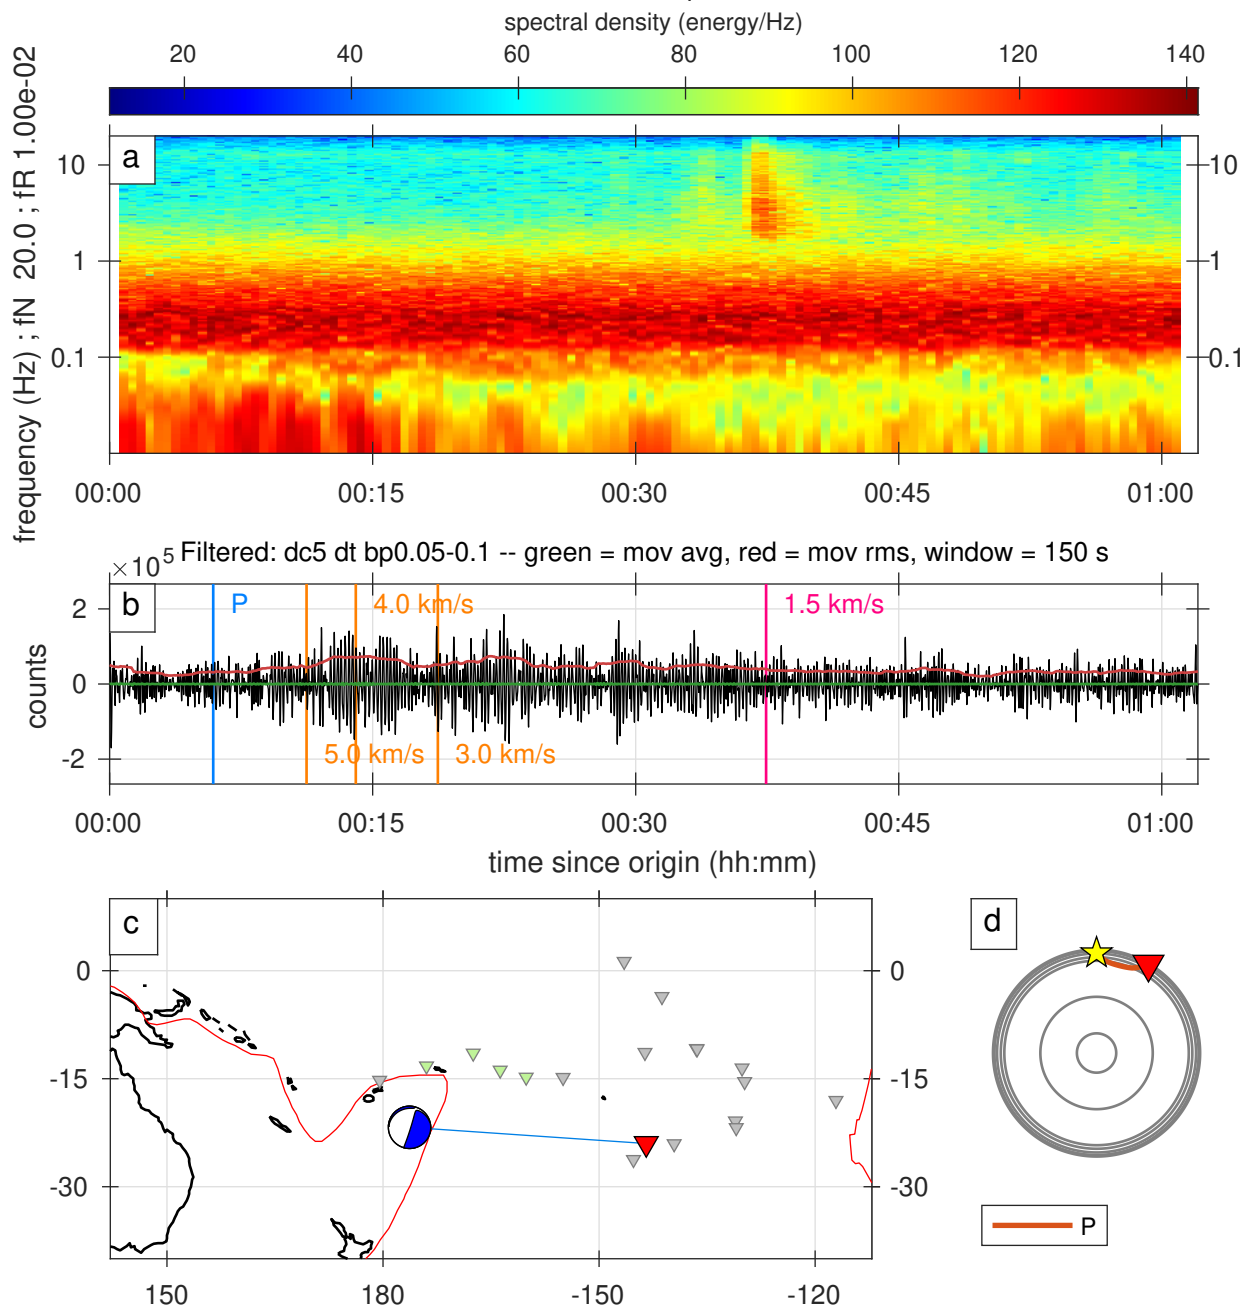 spectral density (energy/Hz)
20 40 60 80 100 120 140
a
frequency (Hz) ; fN 20.0 ; fR 1.00e-02
10 10
1 1
0.1 0.1
00:00 00:15 00:30 00:45 01:00
×10^5 Filtered: dc5 dt bp0.05-0.1 -- green = mov avg, red = mov rms, window = 150 s
b
P 4.0 km/s 1.5 km/s
5.0 km/s 3.0 km/s
counts
2
0
-2
00:00 00:15 00:30 00:45 01:00
time since origin (hh:mm)
c
0 0
-15 -15
-30 -30
150 180 -150 -120
d
P